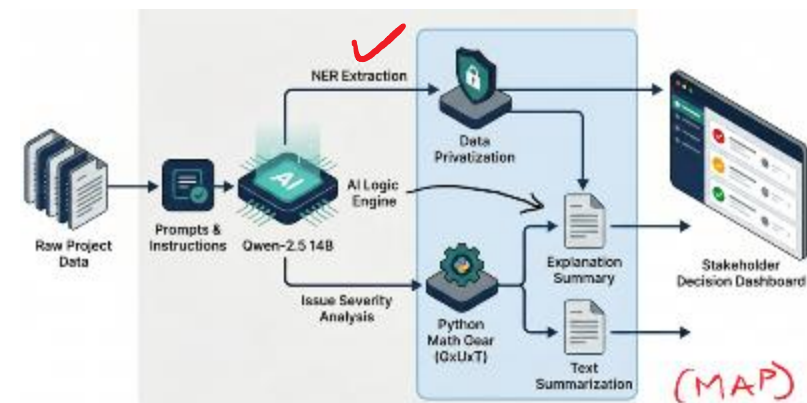 NER Extraction
Data
Privatization
Raw Project
Data
Prompts &
Instructions
AI
Qwen-2.5 14B
AI Logic
Engine
Issue Severity
Analysis
Python
Math Gear
(GxUxT)
Explanation
Summary
Text
Summarization
Stakeholder
Decision Dashboard
(MAP)